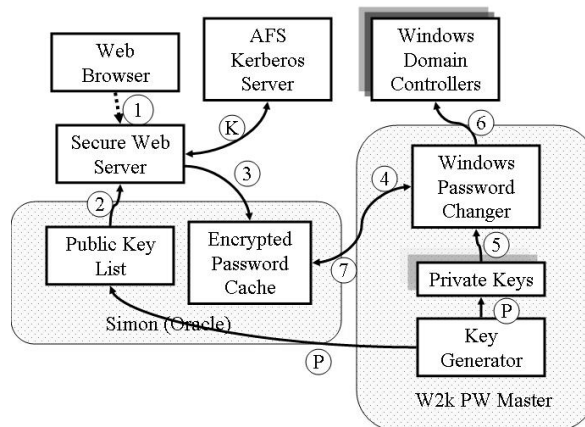 Web
Browser
AFS
Kerberos
Server
Windows
Domain
Controllers
1
K
6
Secure Web
Server
3
4
Windows
Password
Changer
2
Public Key
List
Encrypted
Password
Cache
7
5
Private Keys
P
Simon (Oracle)
Key
Generator
P
W2k PW Master